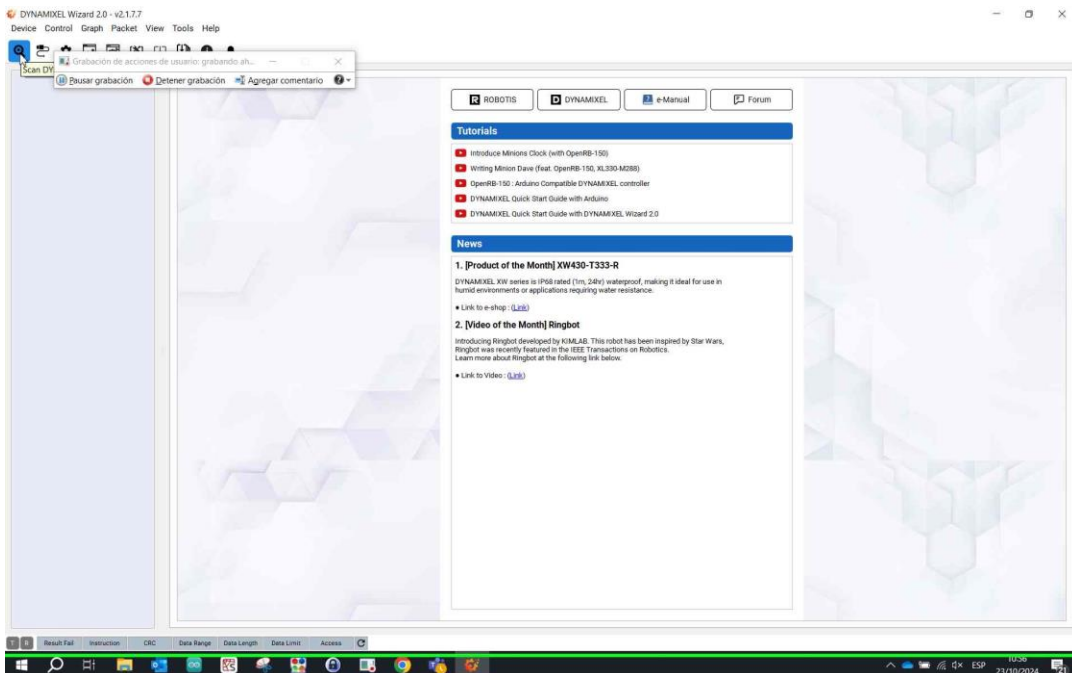 DYNAMIXEL Wizard 2.0 - v2.1.7.7
Device Control Graph Packet View Tools Help
Grabación de acciones de usuario: grabando ah...
Scan DY
Pausar grabación Detener grabación Agregar comentario
R ROBOTIS D DYNAMIXEL e-Manual Forum
Tutorials
Introduce Minions Clock (with OpenRB-150)
Writing Minion Dave (feat. OpenRB-150, XL330-M288)
OpenRB-150 : Arduino Compatible DYNAMIXEL controller
DYNAMIXEL Quick Start Guide with Arduino
DYNAMIXEL Quick Start Guide with DYNAMIXEL Wizard 2.0
News
1. [Product of the Month] XW430-T333-R
DYNAMIXEL XW series is IP68 rated (1m, 24hr) waterproof, making it ideal for use in
humid environments or applications requiring water resistance.
● Link to e-shop : (Link)
2. [Video of the Month] Ringbot
Introducing Ringbot developed by KIMLAB. This robot has been inspired by Star Wars,
Ringbot was recently featured in the IEEE Transactions on Robotics.
Learn more about Ringbot at the following link below.
● Link to Video : (Link)
T R Result Fail Instruction CRC Data Range Data Length Data Limit Access
ESP
10:56
23/10/2024